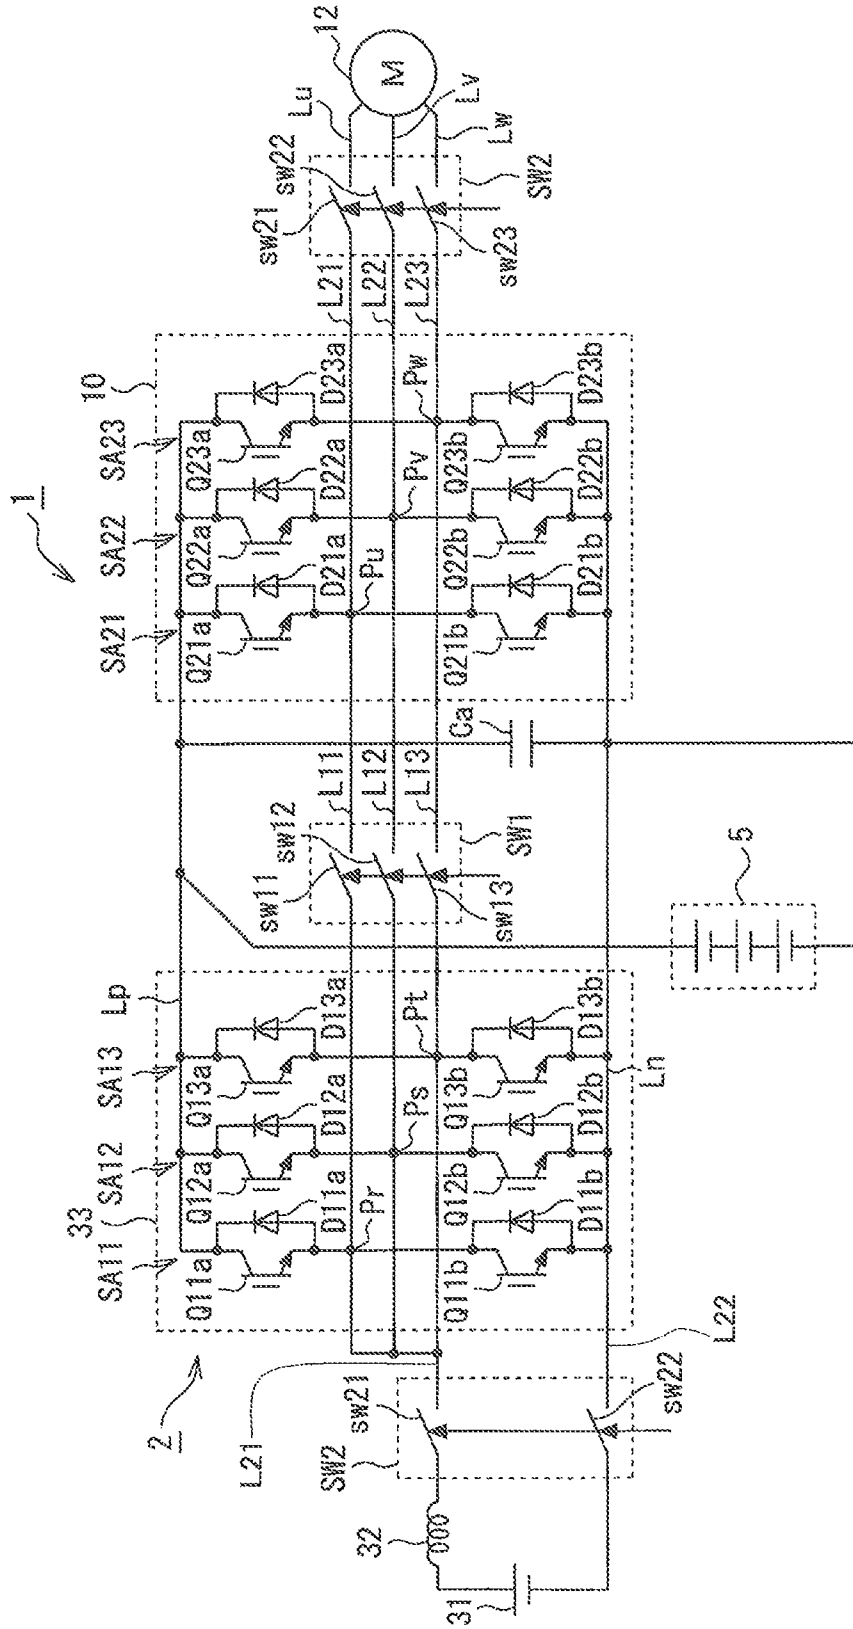 1
2
33
10
12
M
Lu
Lv
Lw
sw21
sw22
sw23
SW2
SA11
SA12
SA13
SA21
SA22
SA23
Lp
Q11a
Q12a
Q13a
D11a
D12a
D13a
Q21a
Q22a
Q23a
D21a
D22a
D23a
Pr
Ps
Pt
Pu
Pv
Pw
L11
L12
L13
L21
L22
L23
sw11
sw12
sw13
SW1
Ca
Q11b
Q12b
Q13b
D11b
D12b
D13b
Q21b
Q22b
Q23b
D21b
D22b
D23b
Ln
5
L21
L22
sw21
sw22
SW2
32
31